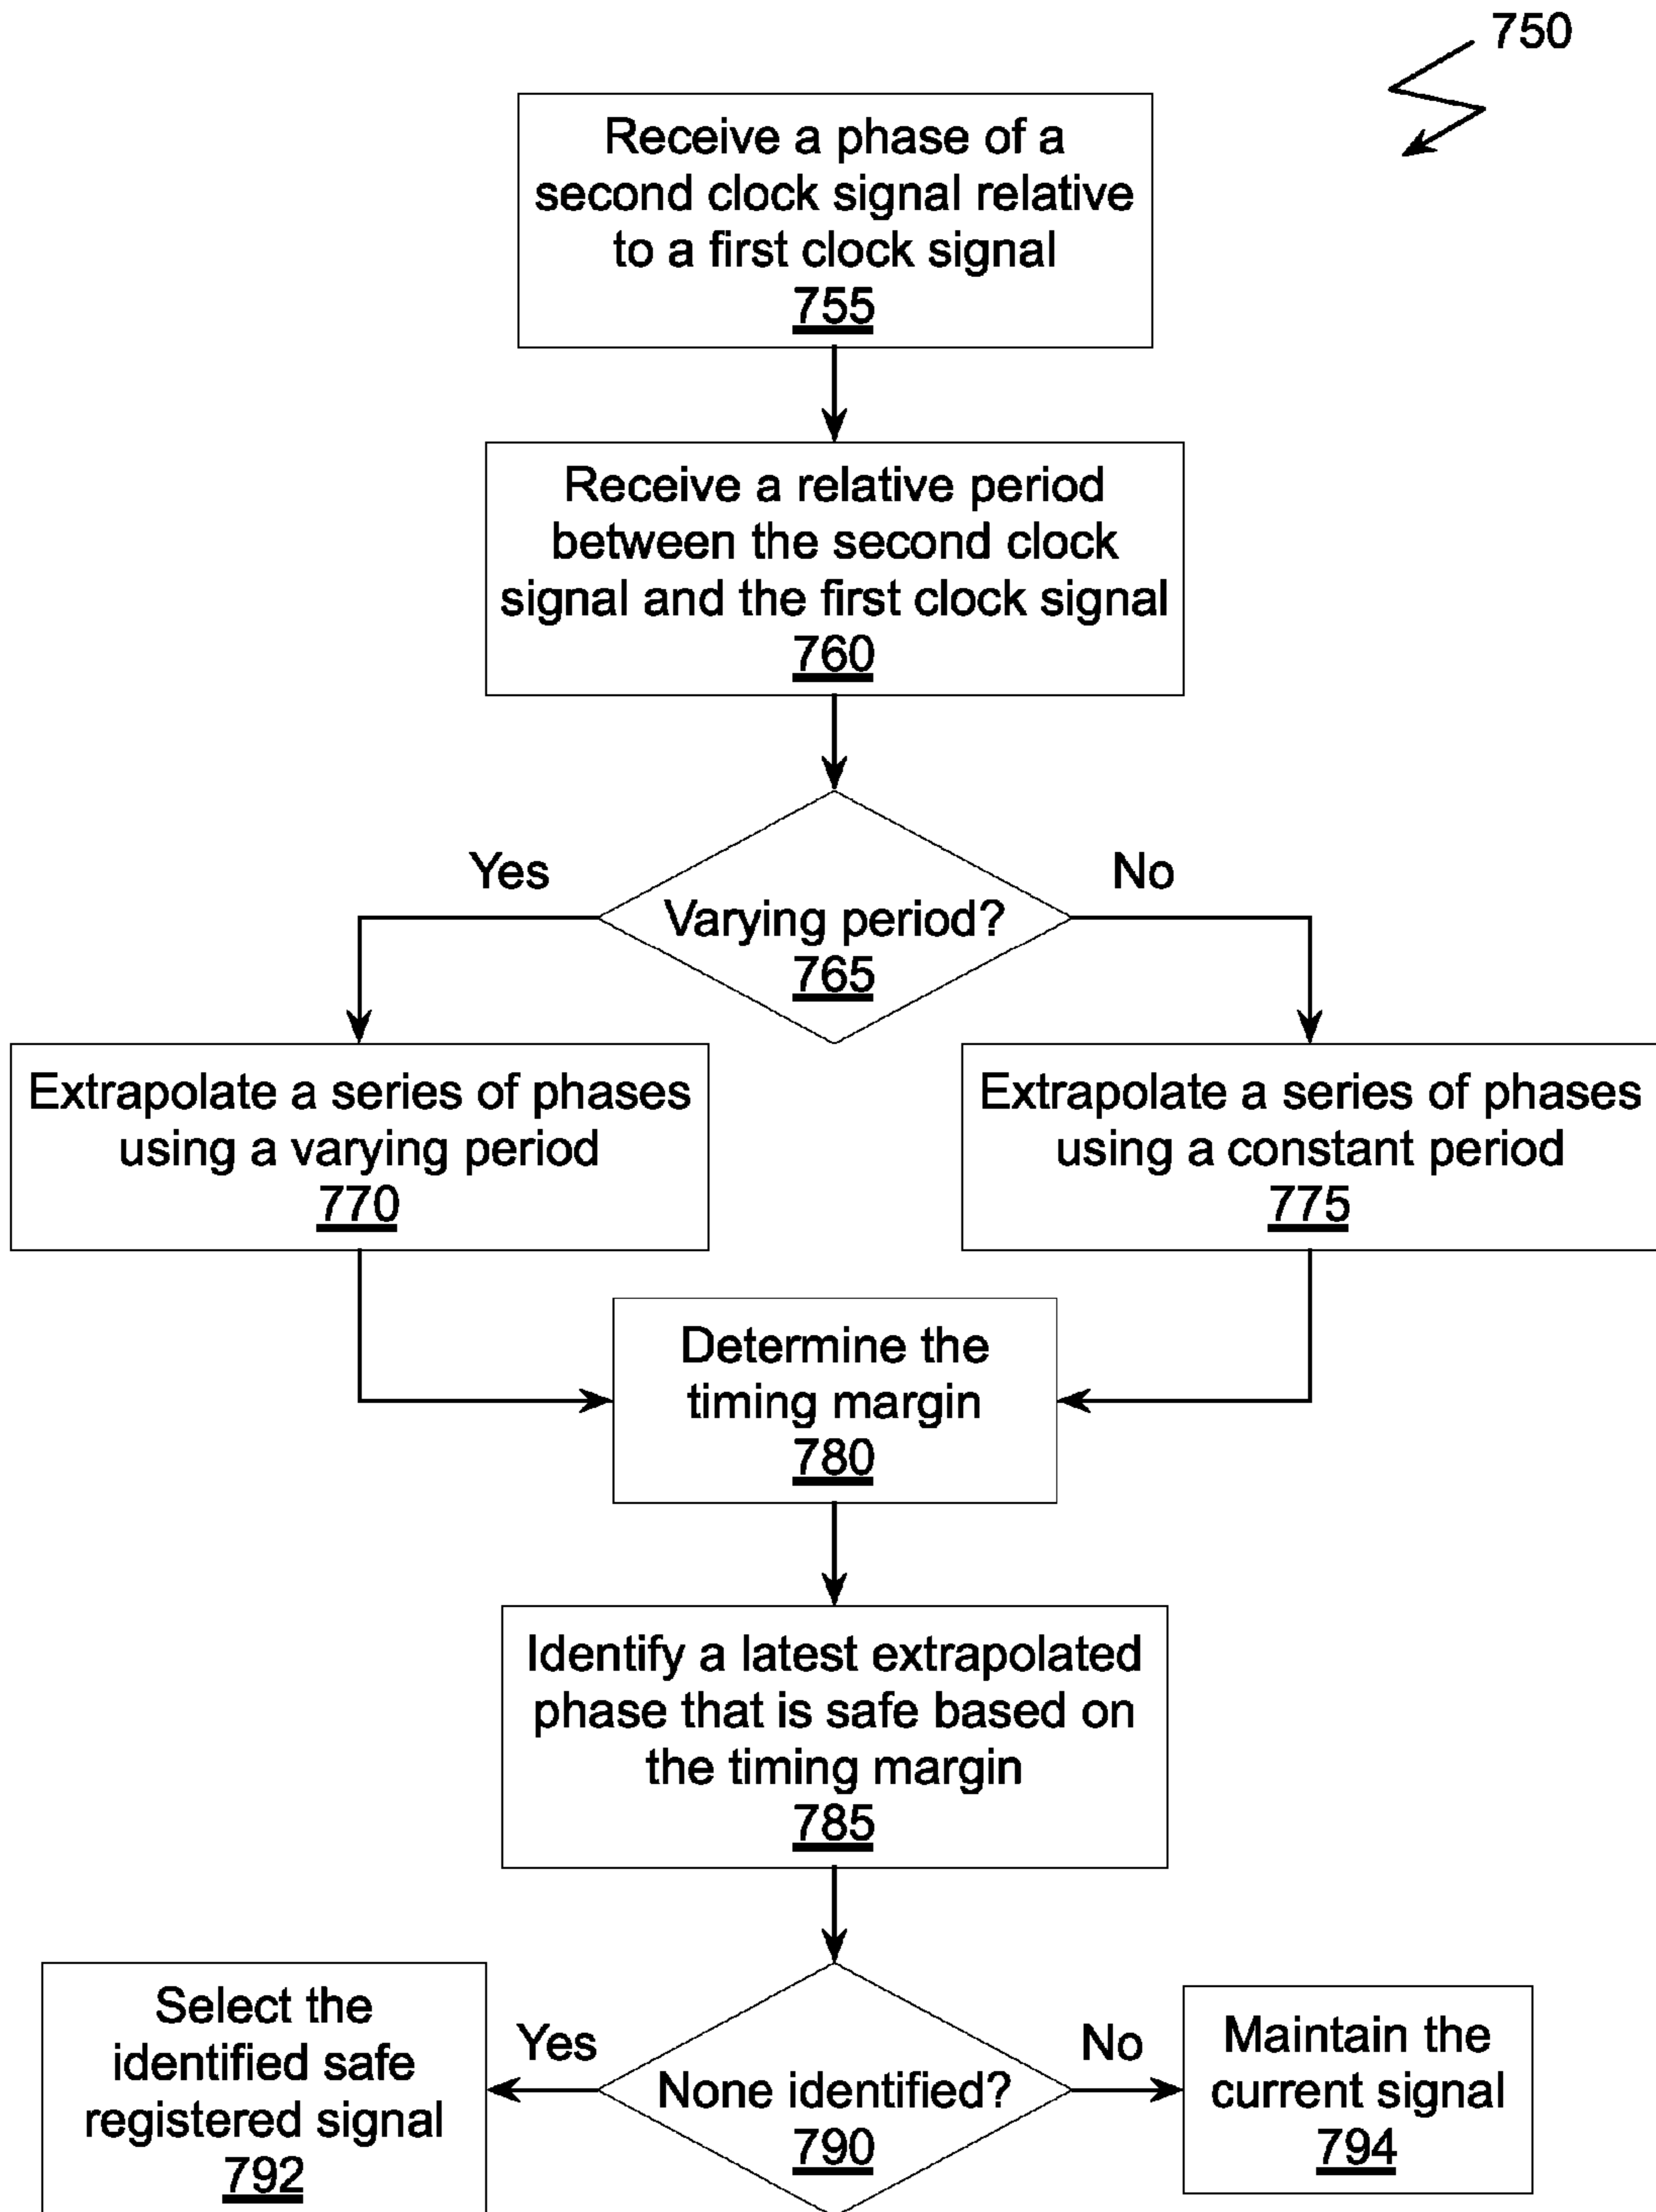 750
Receive a phase of a
second clock signal relative
to a first clock signal
755
Receive a relative period
between the second clock
signal and the first clock signal
760
Yes
No
Varying period?
765
Extrapolate a series of phases
using a varying period
770
Extrapolate a series of phases
using a constant period
775
Determine the
timing margin
780
Identify a latest extrapolated
phase that is safe based on
the timing margin
785
Select the
identified safe
registered signal
792
Yes
None identified?
790
No
Maintain the
current signal
794